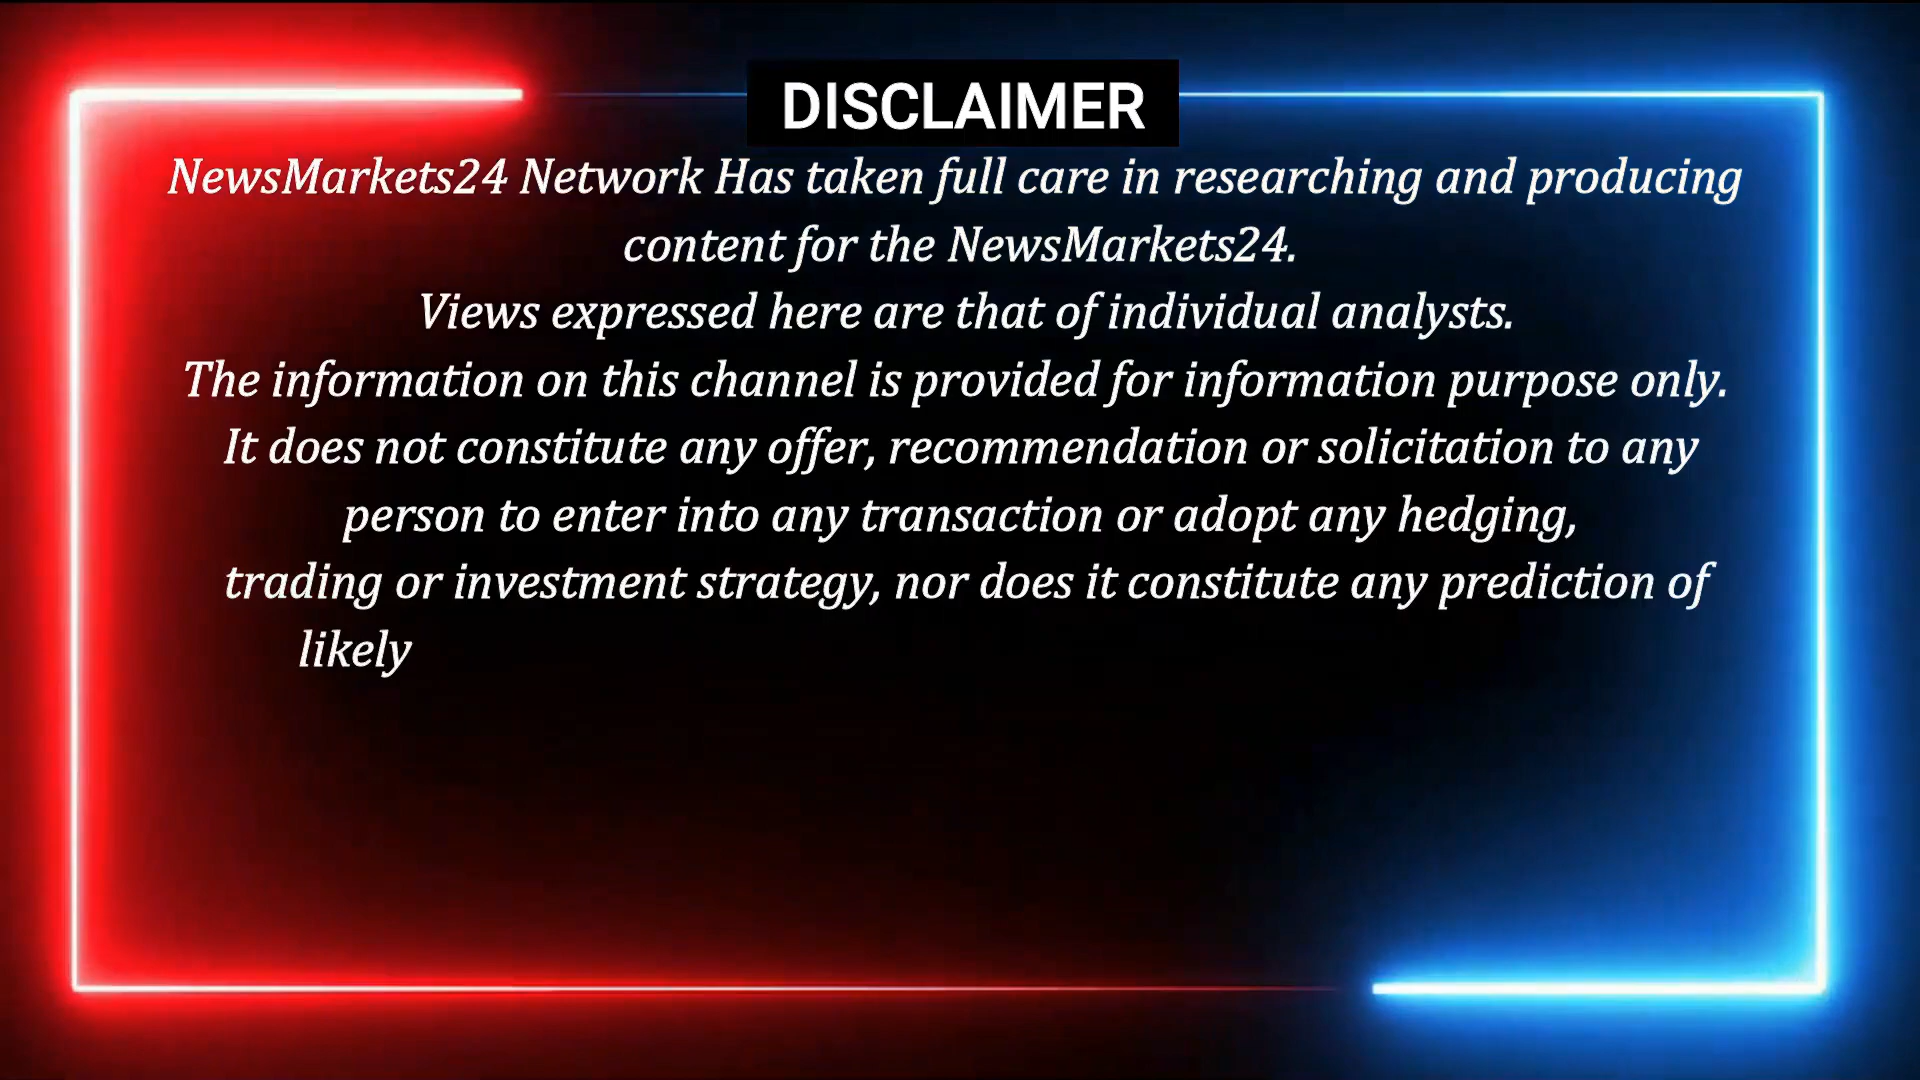 DISCLAIMER
NewsMarkets24 Network Has taken full care in researching and producing
content for the NewsMarkets24.
Views expressed here are that of individual analysts.
The information on this channel is provided for information purpose only.
It does not constitute any offer, recommendation or solicitation to any
person to enter into any transaction or adopt any hedging,
trading or investment strategy, nor does it constitute any prediction of
likely